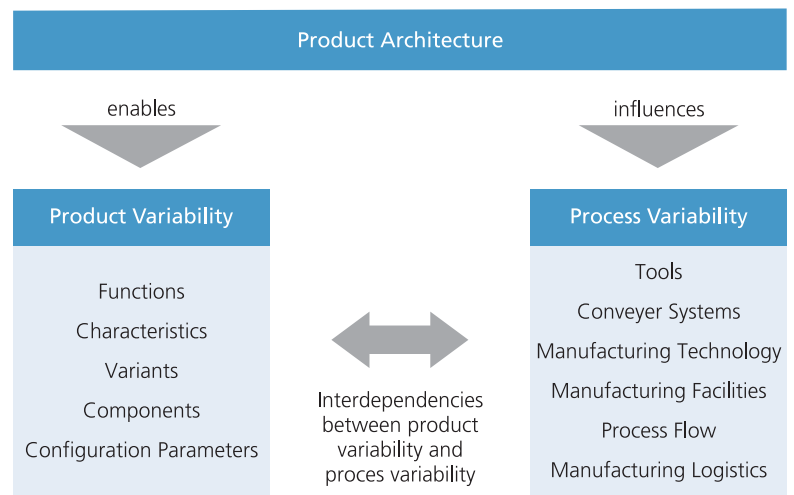 Product Architecture
enables
influences
Product Variability
Functions
Characteristics
Variants
Components
Configuration Parameters
Interdependencies
between product
variability and
proces variability
Process Variability
Tools
Conveyer Systems
Manufacturing Technology
Manufacturing Facilities
Process Flow
Manufacturing Logistics